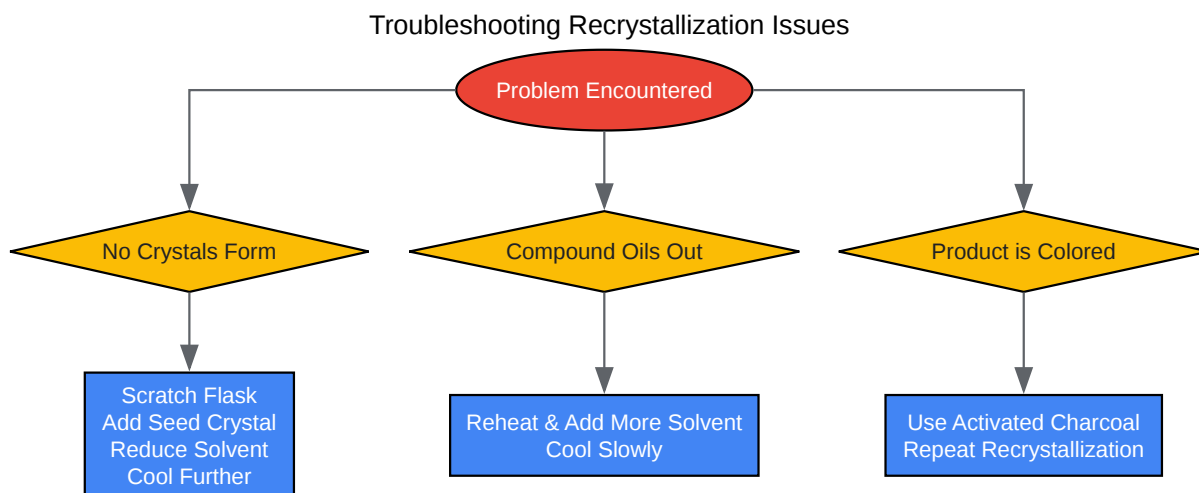 Troubleshooting Recrystallization Issues
Problem Encountered
No Crystals Form
Compound Oils Out
Product is Colored
Scratch Flask
Add Seed Crystal
Reduce Solvent
Cool Further
Reheat & Add More Solvent
Cool Slowly
Use Activated Charcoal
Repeat Recrystallization